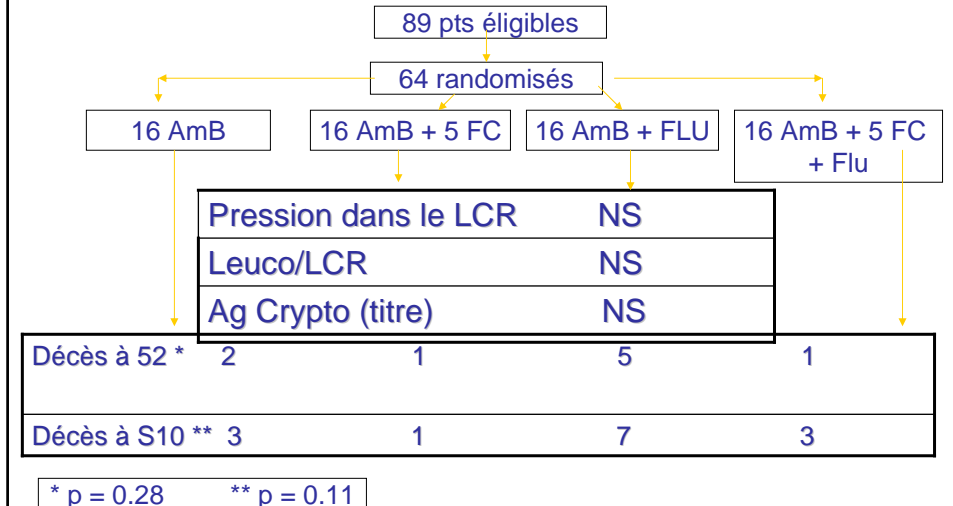 89 pts éligibles
64 randomisés
16 AmB
16 AmB + 5 FC
16 AmB + FLU
16 AmB + 5 FC
+ Flu
Pression dans le LCR NS
Leuco/LCR NS
Ag Crypto (titre) NS
Décès à 52 * 2 1 5 1
Décès à S10 ** 3 1 7 3
* p = 0.28 ** p = 0.11